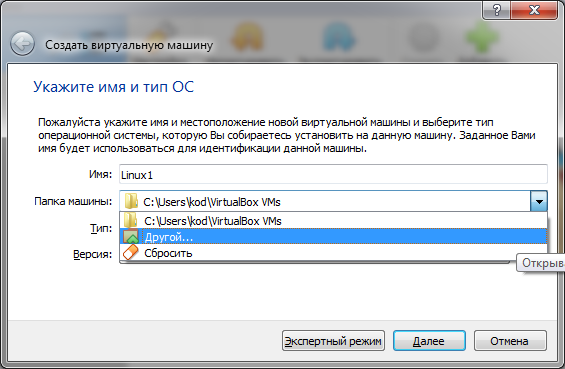 Создать виртуальную машину
Укажите имя и тип ОС
Пожалуйста укажите имя и местоположение новой виртуальной машины и выберите тип
операционной системы, которую Вы собираетесь установить на данную машину. Заданное Вами
имя будет использоваться для идентификации данной машины.
Имя: Linux1
Папка машины: C:\Users\kod\VirtualBox VMs
C:\Users\kod\VirtualBox VMs
Тип: Другой...
Версия: Сбросить
Открыв
Экспертный режим Далее Отмена